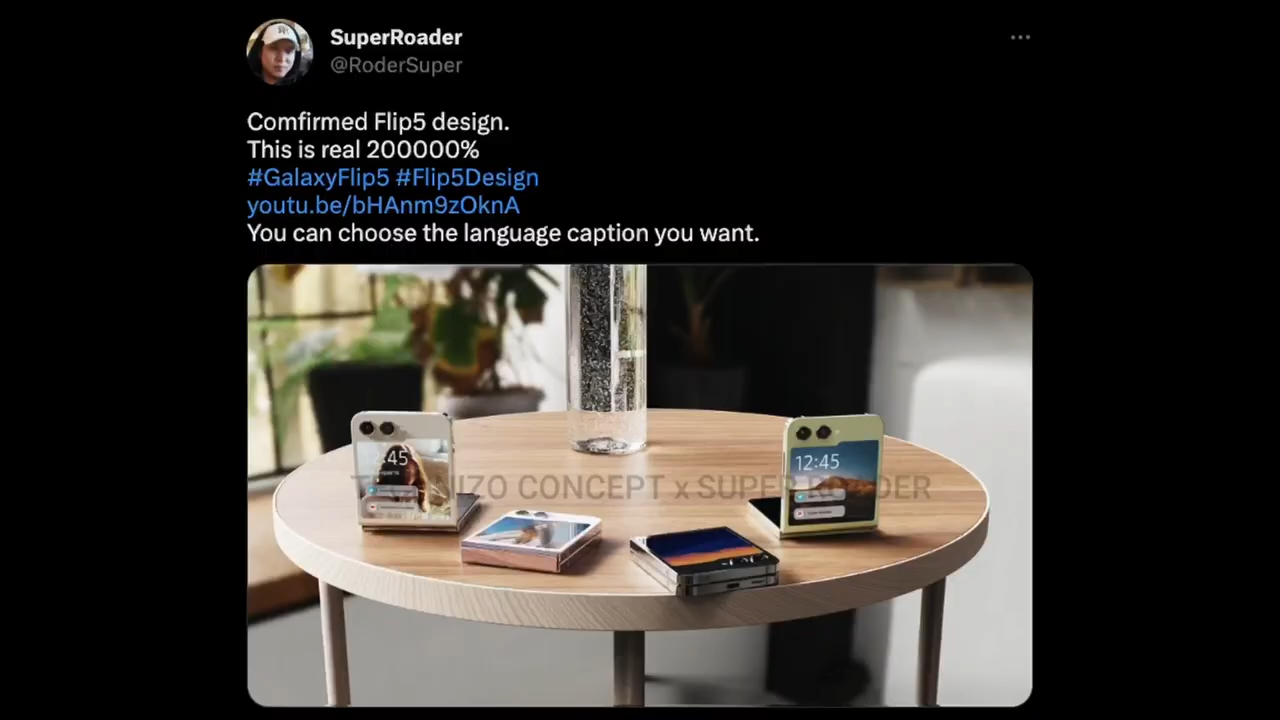 SuperRoader
@RoderSuper
Comfirmed Flip5 design.
This is real 200000%
#GalaxyFlip5 #Flip5Design
youtu.be/bHAnm9zOknA
You can choose the language caption you want.
12:45
CONCEPT x SUPER